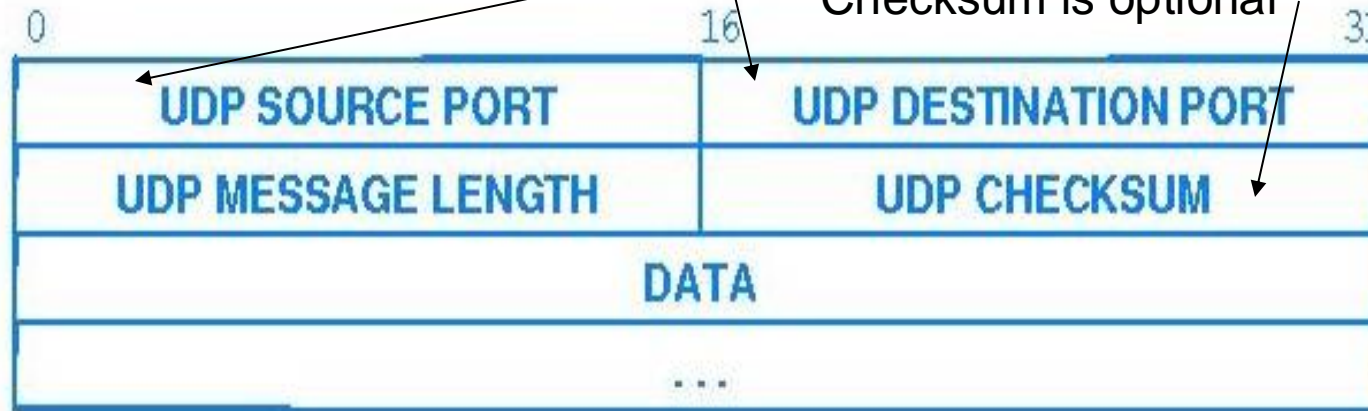 Checksum is optional
0 16
UDP SOURCE PORT UDP DESTINATION PORT
UDP MESSAGE LENGTH UDP CHECKSUM
DATA
...